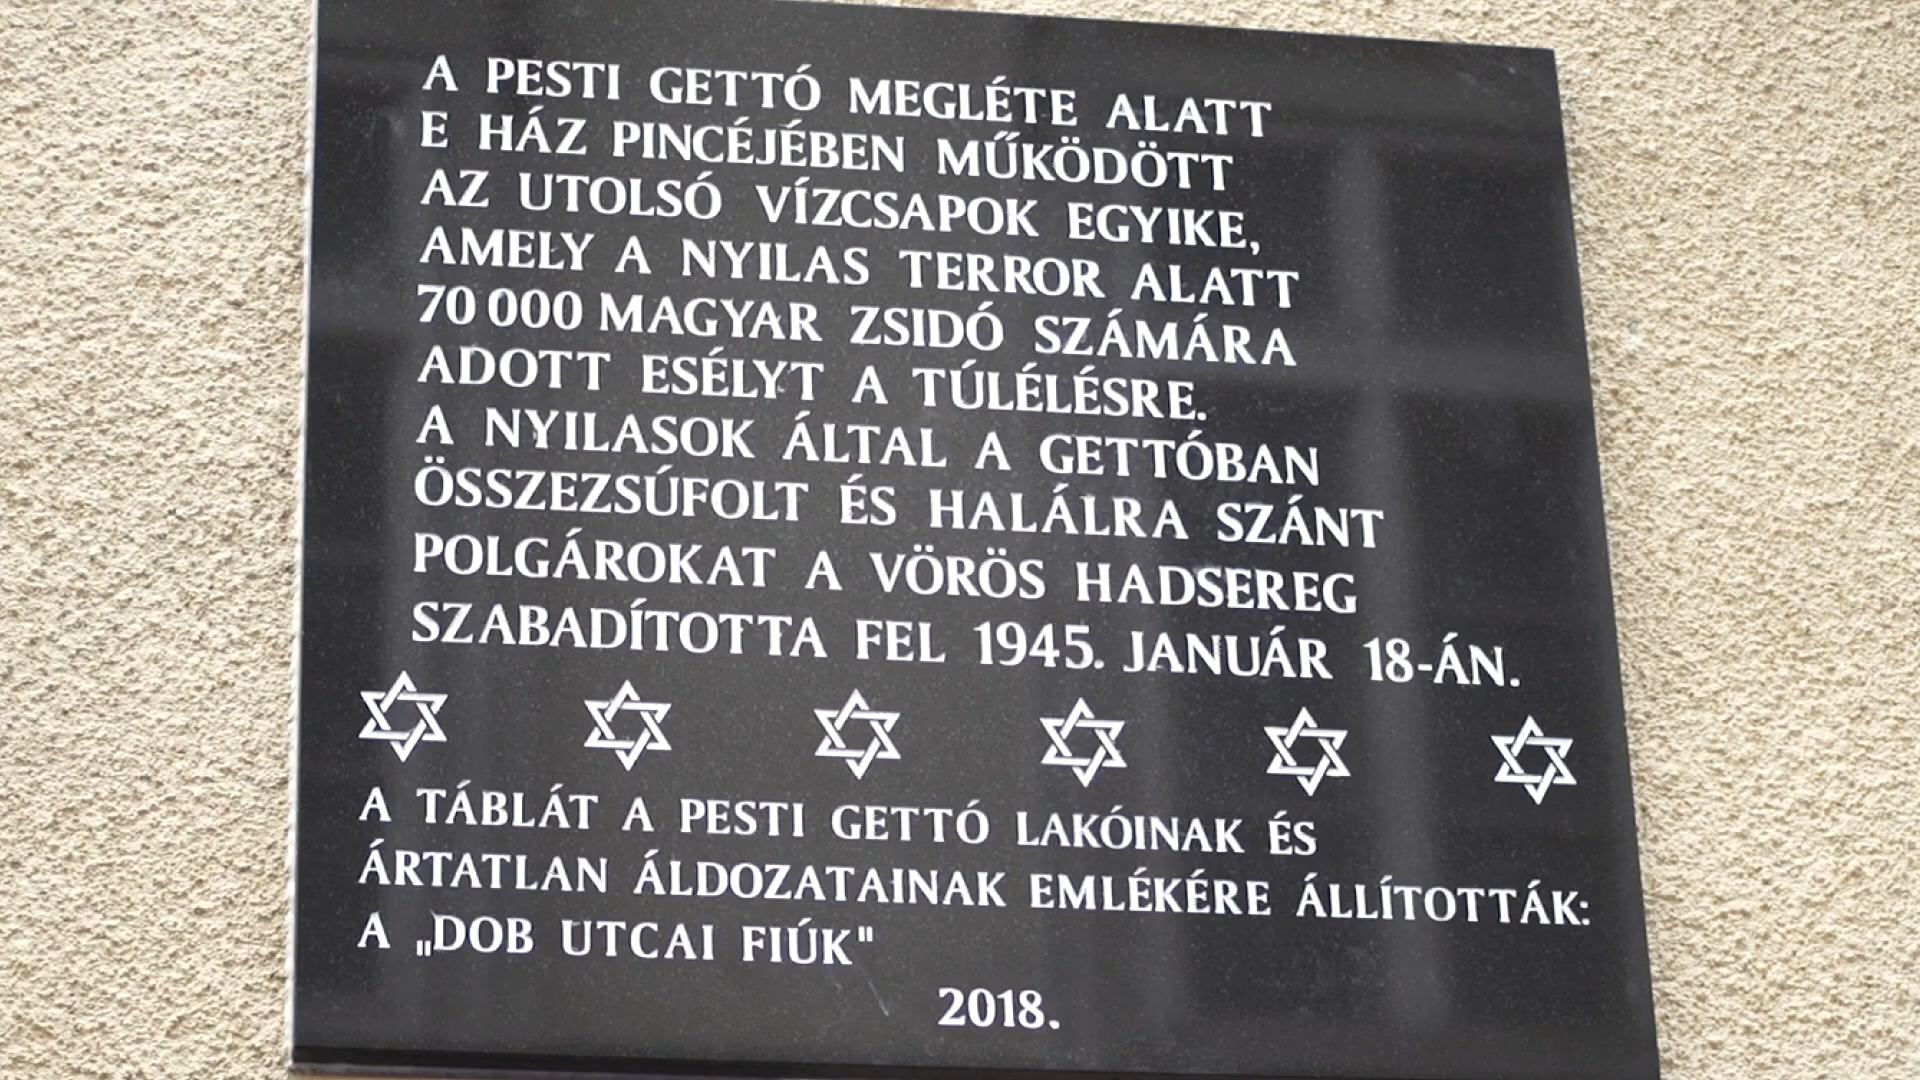 A PESTI GETTÓ MEGLÉTE ALATT
E HÁZ PINCÉJÉBEN MŰKÖDÖTT
AZ UTOLSÓ VÍZCSAPOK EGYIKE,
AMELY A NYILAS TERROR ALATT
70 000 MAGYAR ZSIDÓ SZÁMÁRA
ADOTT ESÉLYT A TÚLÉLÉSRE.
A NYILASOK ÁLTAL A GETTÓBAN
ÖSSZEZSÚFOLT ÉS HALÁLRA SZÁNT
POLGÁROKAT A VÖRÖS HADSEREG
SZABADÍTOTTA FEL 1945. JANUÁR 18-ÁN.
A TÁBLÁT A PESTI GETTÓ LAKÓINAK ÉS
ÁRTATLAN ÁLDOZATAINAK EMLÉKÉRE ÁLLÍTOTTÁK:
A „DOB UTCAI FIÚK"
2018.